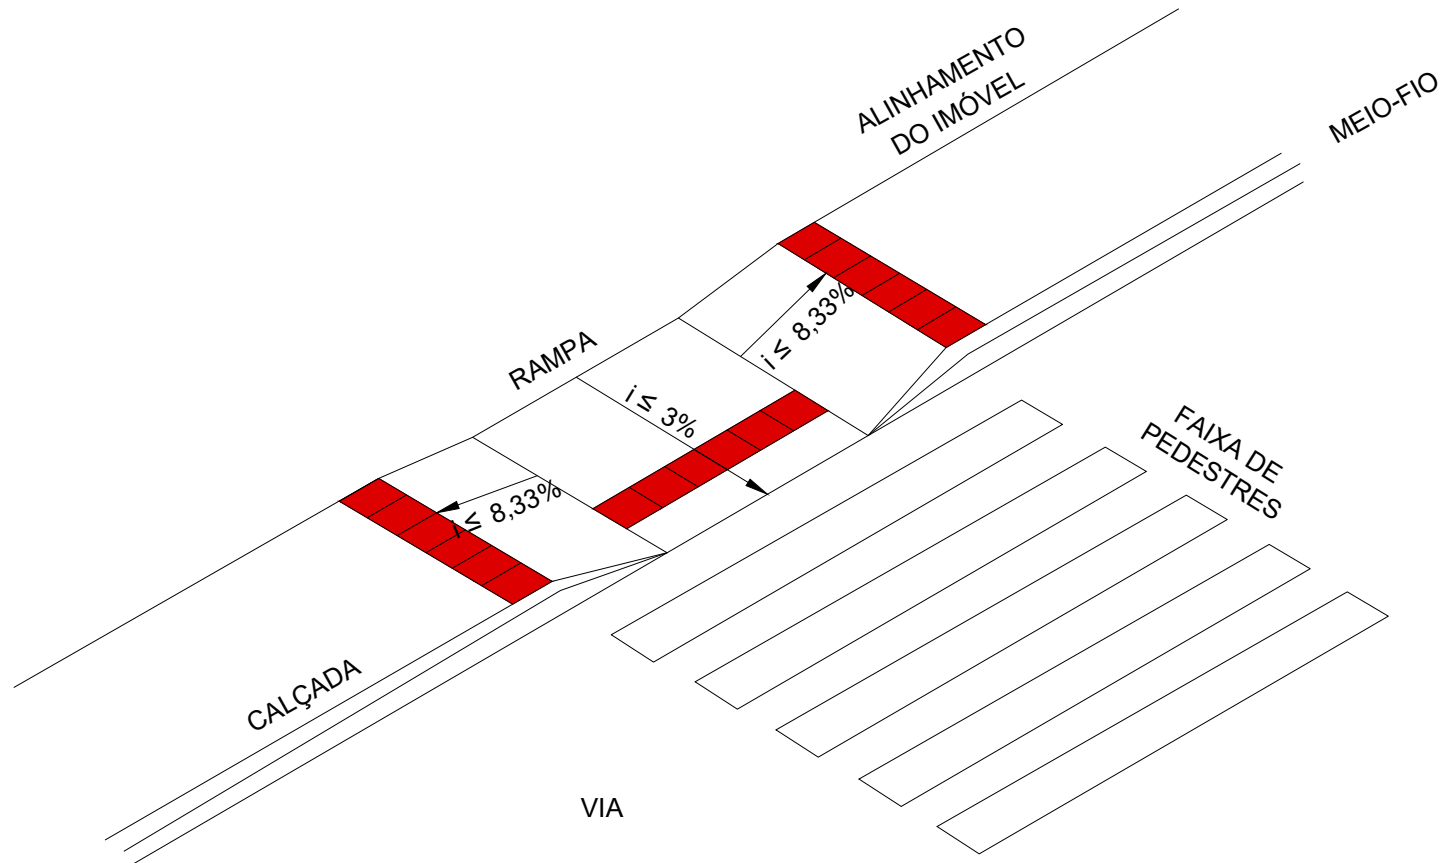 ALINHAMENTO
DO IMÓVEL
MEIO-FIO
RAMPA
i ≤ 8,33%
i ≤ 3%
i ≤ 8,33%
FAIXA DE
PEDESTRES
CALÇADA
VIA